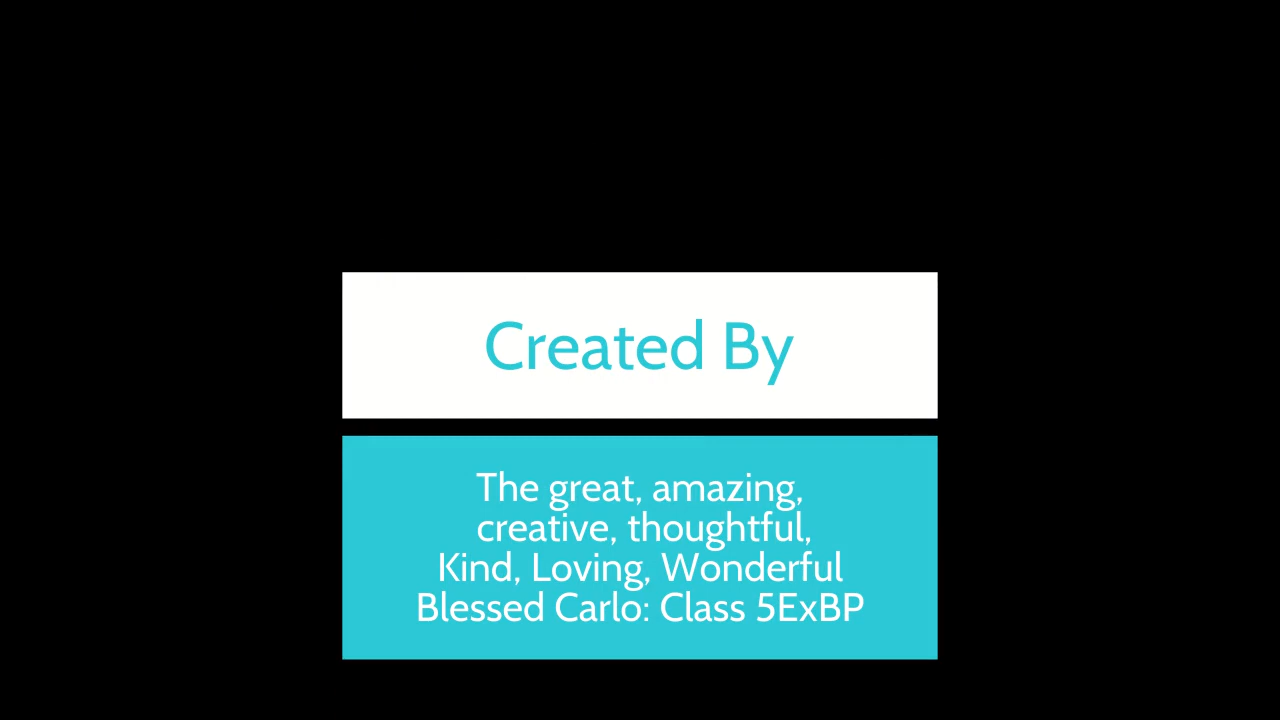 Created By
The great, amazing,
creative, thoughtful,
Kind, Loving, Wonderful
Blessed Carlo: Class 5ExBP